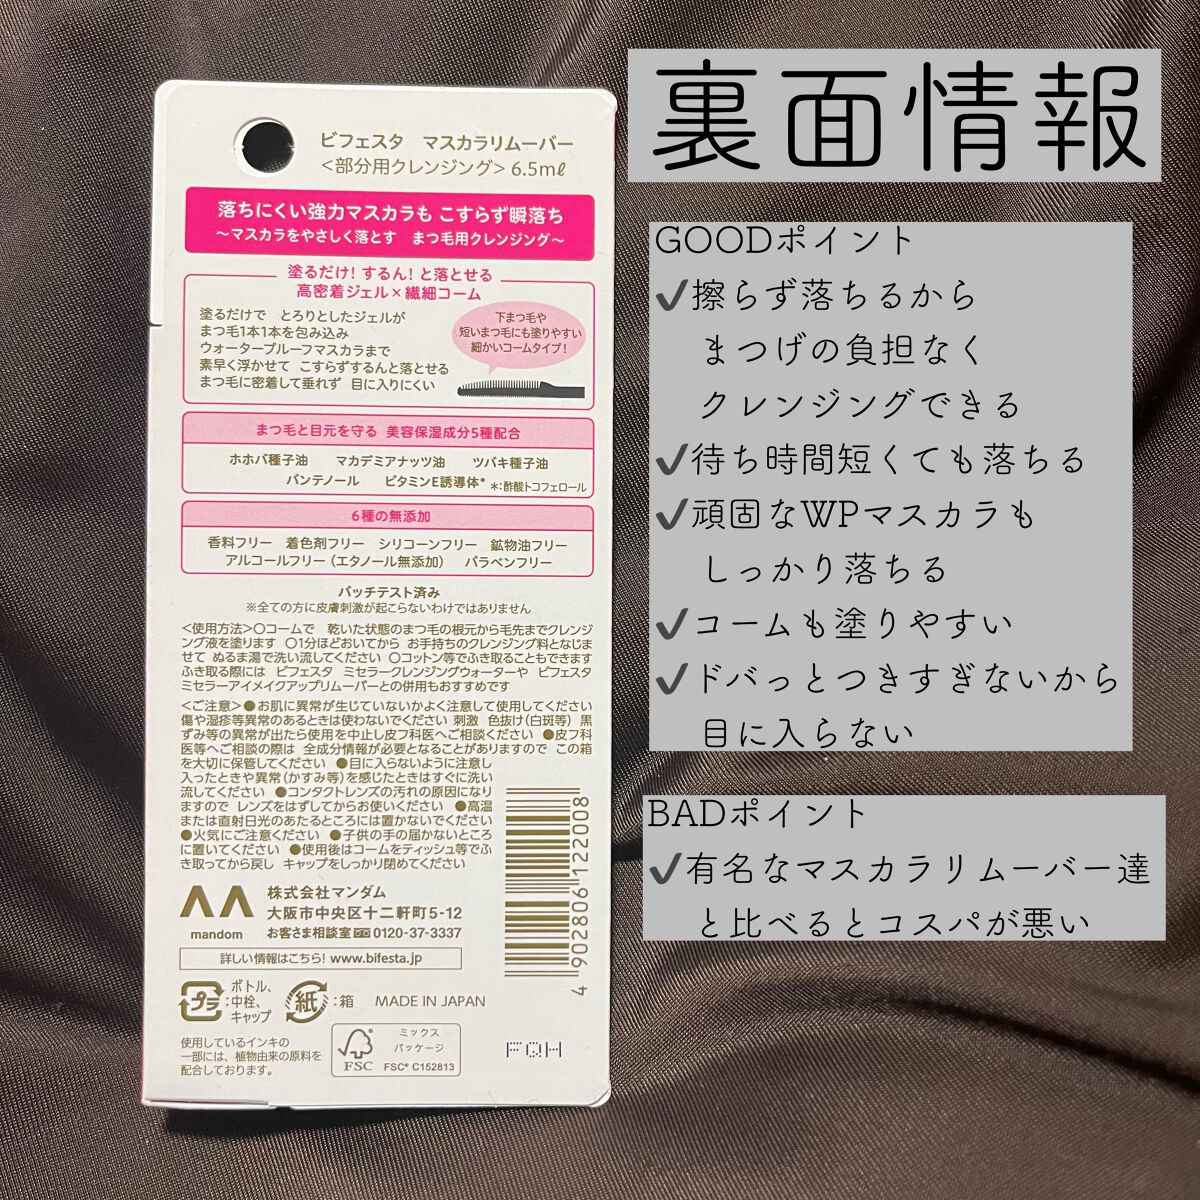 ビフェスタ マスカラリムーバー
<部分用クレンジング> 6.5mℓ
落ちにくい強力マスカラも こすらず瞬落ち
～マスカラをやさしく落とす まつ毛用クレンジング～
塗るだけ! するん! と落とせる
高密着ジェル×繊細コーム
塗るだけで とろりとしたジェルが
まつ毛1本1本を包み込み
ウォータープルーフマスカラまで
素早く浮かせて こすらずするんと落とせる
まつ毛に密着して垂れず 目に入りにくい
下まつ毛や
短いまつ毛にも塗りやすい
細かいコームタイプ!
まつ毛と目元を守る 美容保湿成分5種配合
ホホバ種子油 マカデミアナッツ油 ツバキ種子油
パンテノール ビタミンE誘導体* *:酢酸トコフェロール
6種の無添加
香料フリー 着色剤フリー シリコーンフリー 鉱物油フリー
アルコールフリー(エタノール無添加) パラベンフリー
パッチテスト済み
※全ての方に皮膚刺激が起こらないわけではありません
<使用方法>○コームで 乾いた状態のまつ毛の根元から毛先までクレンジ
ング液を塗ります ○1分ほどおいてから お手持ちのクレンジング料となじま
せて ぬるま湯で洗い流してください ○コットン等でふき取ることもできます
ふき取る際には ビフェスタ ミセラークレンジングウォーターや ビフェスタ
ミセラーアイメイクアップリムーバーとの併用もおすすめです
<ご注意>●お肌に異常が生じていないかよく注意して使用してください
傷や湿疹等異常のあるときは使わないでください 刺激 色抜け(白斑等) 黒
ずみ等の異常が出たら使用を中止し皮フ科医へご相談ください ●皮フ科
医等へご相談の際は 全成分情報が必要となることがありますので この箱
を大切に保管してください ●目に入らないように注意し
入ったときや異常(かすみ等)を感じたときはすぐに洗い
流してください ●コンタクトレンズの汚れの原因になり
ますので レンズをはずしてからお使いください ●高温
または直射日光のあたるところには置かないでください
●火気にご注意ください ●子供の手の届かないところ
に置いてください ●使用後はコームをティッシュ等でふ
き取ってから戻し キャップをしっかり閉めてください
4 902806 122008
mandom
株式会社マンダム
大阪市中央区十二軒町5-12
お客さま相談室 0120-37-3337
詳しい情報はこちら! www.bifesta.jp
プラ
:ボトル、
中栓、
キャップ
紙
:箱
MADE IN JAPAN
使用しているインキの
一部には、植物由来の原料を
配合しております。
FSC
ミックス
パッケージ
FSC® C152813
FQH
裏面情報
GOODポイント
✔擦らず落ちるから
まつげの負担なく
クレンジングできる
✔待ち時間短くても落ちる
✔頑固なWPマスカラも
しっかり落ちる
✔コームも塗りやすい
✔ドバっとつきすぎないから
目に入らない
BADポイント
✔有名なマスカラリムーバー達
と比べるとコスパが悪い